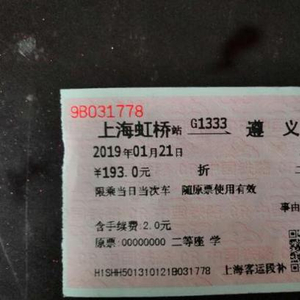 9B031778
上海虹桥站 G1333 遵 义
2019年01月21日
¥193.0元 折
限乘当日当次车 随原票使用有效
事由
含手续费:2.0元
原票:00000000 二等座 学
上海客运段补